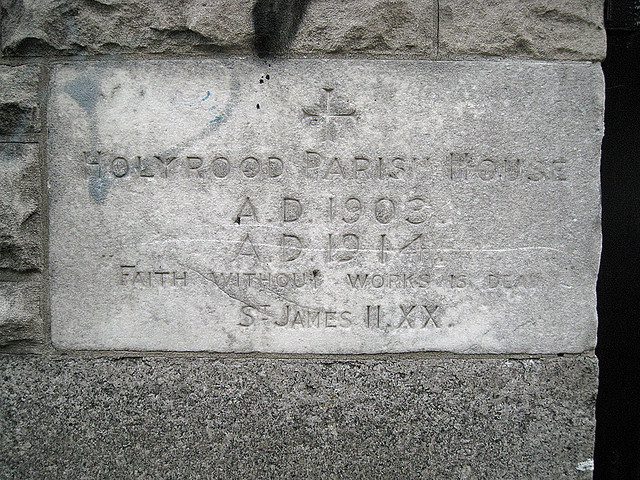 HOLYROOD PARISH HOUSE
A.D. 1903.
A.D. 1914
FAITH WITHOUT WORKS IS DEAD
ST. JAMES II. XX.